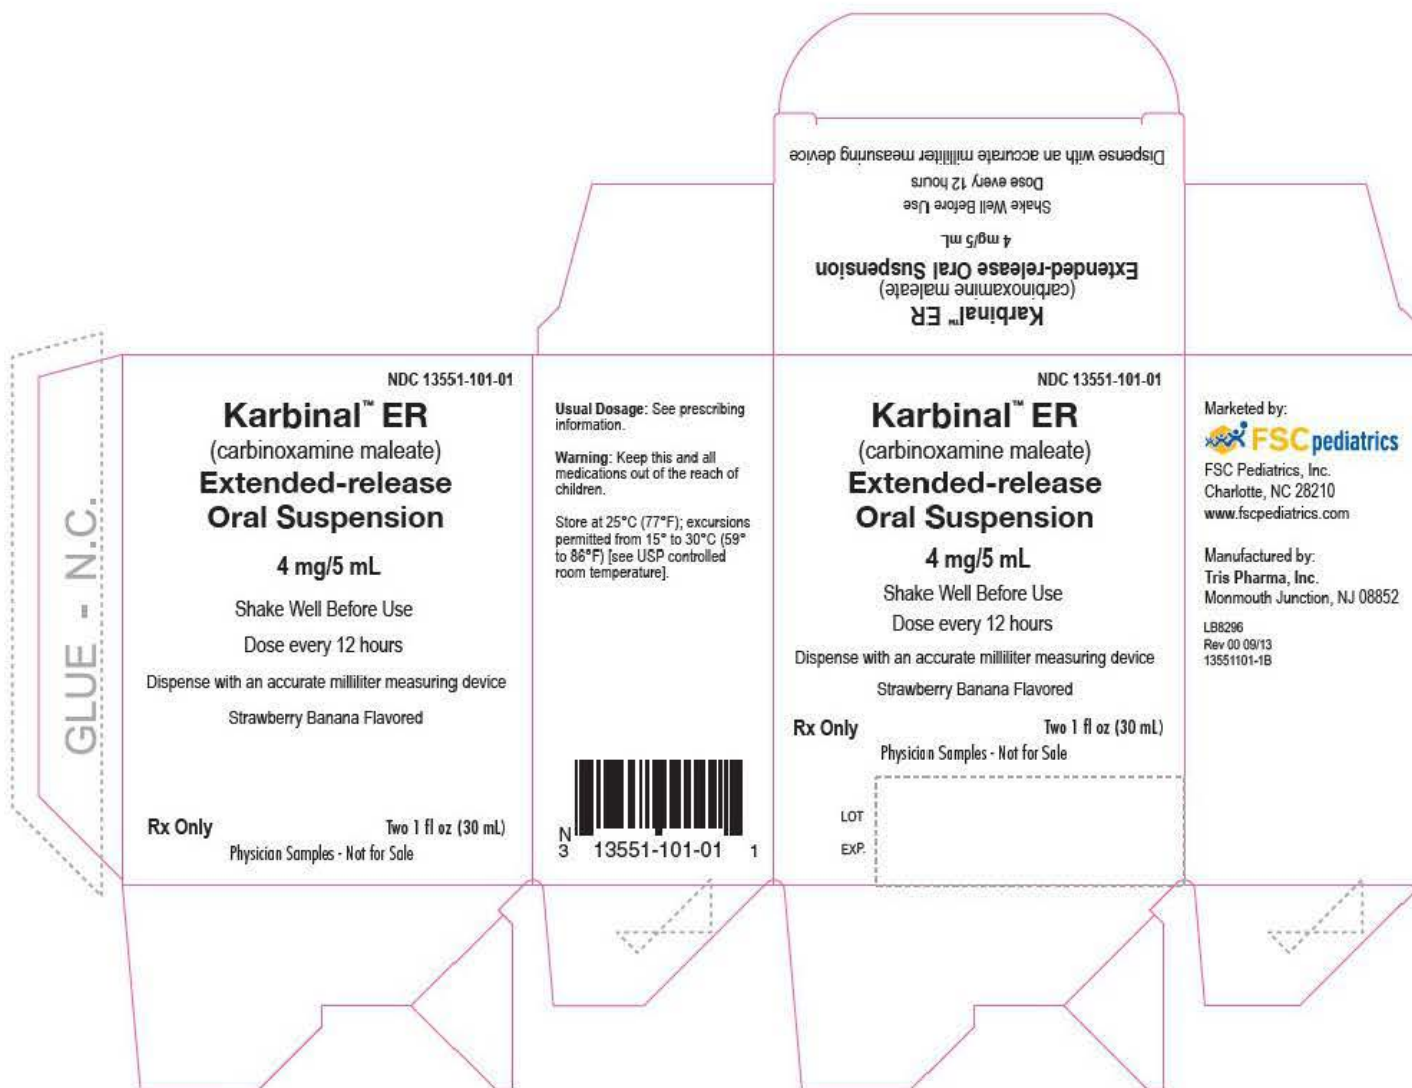 Dispense with an accurate milliliter measuring device
Dose every 12 hours
Shake Well Before Use
4 mg/5 mL
Extended-release Oral Suspension
(carbinoxamine maleate)
Karbinal™ ER
GLUE - N.C.
NDC 13551-101-01
Karbinal™ ER
(carbinoxamine maleate)
Extended-release
Oral Suspension
4 mg/5 mL
Shake Well Before Use
Dose every 12 hours
Dispense with an accurate milliliter measuring device
Strawberry Banana Flavored
Rx Only
Two 1 fl oz (30 mL)
Physician Samples - Not for Sale
Usual Dosage: See prescribing
information.
Warning: Keep this and all
medications out of the reach of
children.
Store at 25°C (77°F); excursions
permitted from 15° to 30°C (59°
to 86°F) [see USP controlled
room temperature].
N
3 13551-101-01 1
NDC 13551-101-01
Karbinal™ ER
(carbinoxamine maleate)
Extended-release
Oral Suspension
4 mg/5 mL
Shake Well Before Use
Dose every 12 hours
Dispense with an accurate milliliter measuring device
Strawberry Banana Flavored
Rx Only
Two 1 fl oz (30 mL)
Physician Samples - Not for Sale
LOT
EXP.
Marketed by:
FSC pediatrics
FSC Pediatrics, Inc.
Charlotte, NC 28210
www.fscpediatrics.com
Manufactured by:
Tris Pharma, Inc.
Monmouth Junction, NJ 08852
LB8296
Rev 00 09/13
13551101-1B